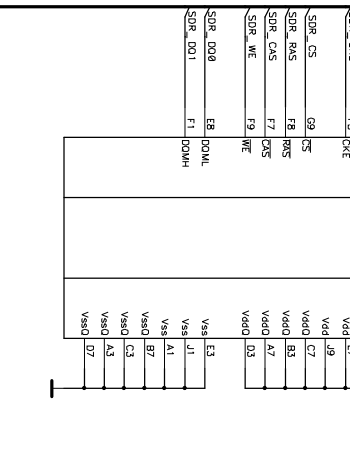 SDR_DQ1
SDR_DQ0
SDR_WE
SDR_CAS
SDR_RAS
SDR_CS
F1
E8
F9
F7
F8
G9
DQMH
DQML
WE
CAS
RAS
CS
CKE
VssQ
VssQ
VssQ
VssQ
Vss
Vss
Vss
VddQ
VddQ
VddQ
VddQ
Vdd
D7
A3
C3
B7
A1
J1
E3
D3
A7
B3
C7
J9